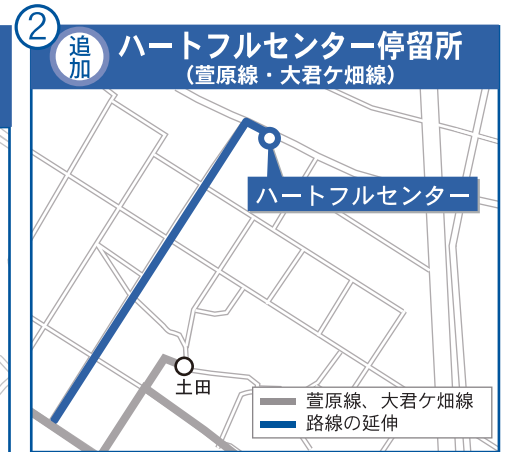 ②
追加
ハートフルセンター停留所
(萱原線・大君ケ畑線)
ハートフルセンター
土田
萱原線、大君ケ畑線
路線の延伸